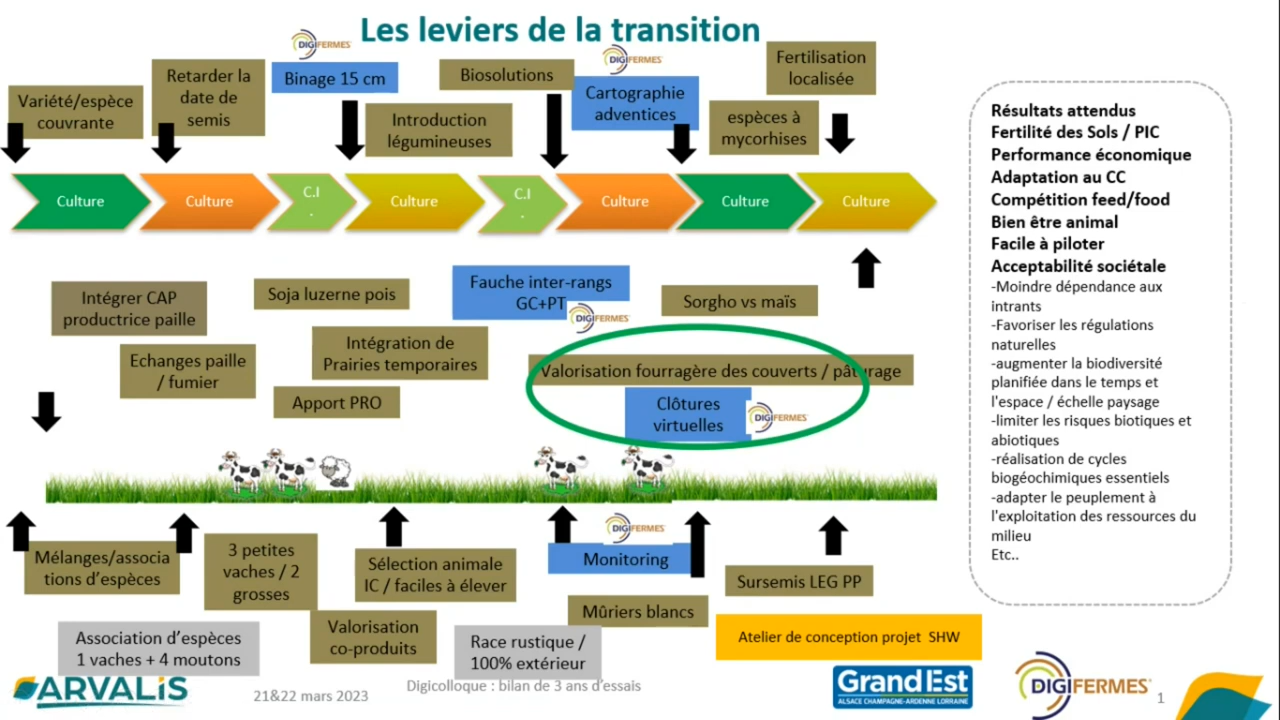 Les leviers de la transition
DIGIFERMES
DIGIFERMES
Variété/espèce
couvrante
Retarder la
date de
semis
Binage 15 cm
Introduction
légumineuses
Biosolutions
Cartographie
adventices
espèces à
mycorhises
Fertilisation
localisée
Culture
Culture
C.I
.
Culture
C.I
.
Culture
Culture
Culture
Intégrer CAP
productrice paille
Echanges paille
/ fumier
Soja luzerne pois
Intégration de
Prairies temporaires
Apport PRO
Fauche inter-rangs
GC+PT
DIGIFERMES
Sorgho vs maïs
Valorisation fourragère des couverts / pâturage
Clôtures
virtuelles
DIGIFERMES
Mélanges/associa
tions d'espèces
3 petites
vaches / 2
grosses
Sélection animale
IC / faciles à élever
DIGIFERMES
Monitoring
Sursemis LEG PP
Mûriers blancs
Valorisation
co-produits
Association d'espèces
1 vaches + 4 moutons
Race rustique /
100% extérieur
Atelier de conception projet SHW
Résultats attendus
Fertilité des Sols / PIC
Performance économique
Adaptation au CC
Compétition feed/food
Bien être animal
Facile à piloter
Acceptabilité sociétale
-Moindre dépendance aux
intrants
-Favoriser les régulations
naturelles
-augmenter la biodiversité
planifiée dans le temps et
l'espace / échelle paysage
-limiter les risques biotiques et
abiotiques
-réalisation de cycles
biogéochimiques essentiels
-adapter le peuplement à
l'exploitation des ressources du
milieu
Etc..
ARVALIS
21&22 mars 2023
Digicolloque : bilan de 3 ans d'essais
Grand Est
ALSACE CHAMPAGNE-ARDENNE LORRAINE
DIGIFERMES
1